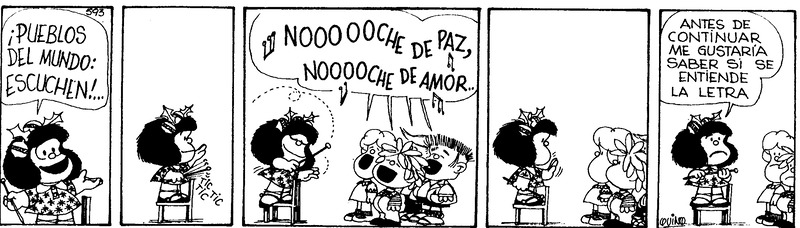 593
¡PUEBLOS
DEL MUNDO:
ESCUCHEN!...
TIC TIC
TIC
NOOOOOCHE DE PAZ,
NOOOOCHE DE AMOR..
ANTES DE
CONTINUAR
ME GUSTARÍA
SABER SI SE
ENTIENDE
LA LETRA
QUINO